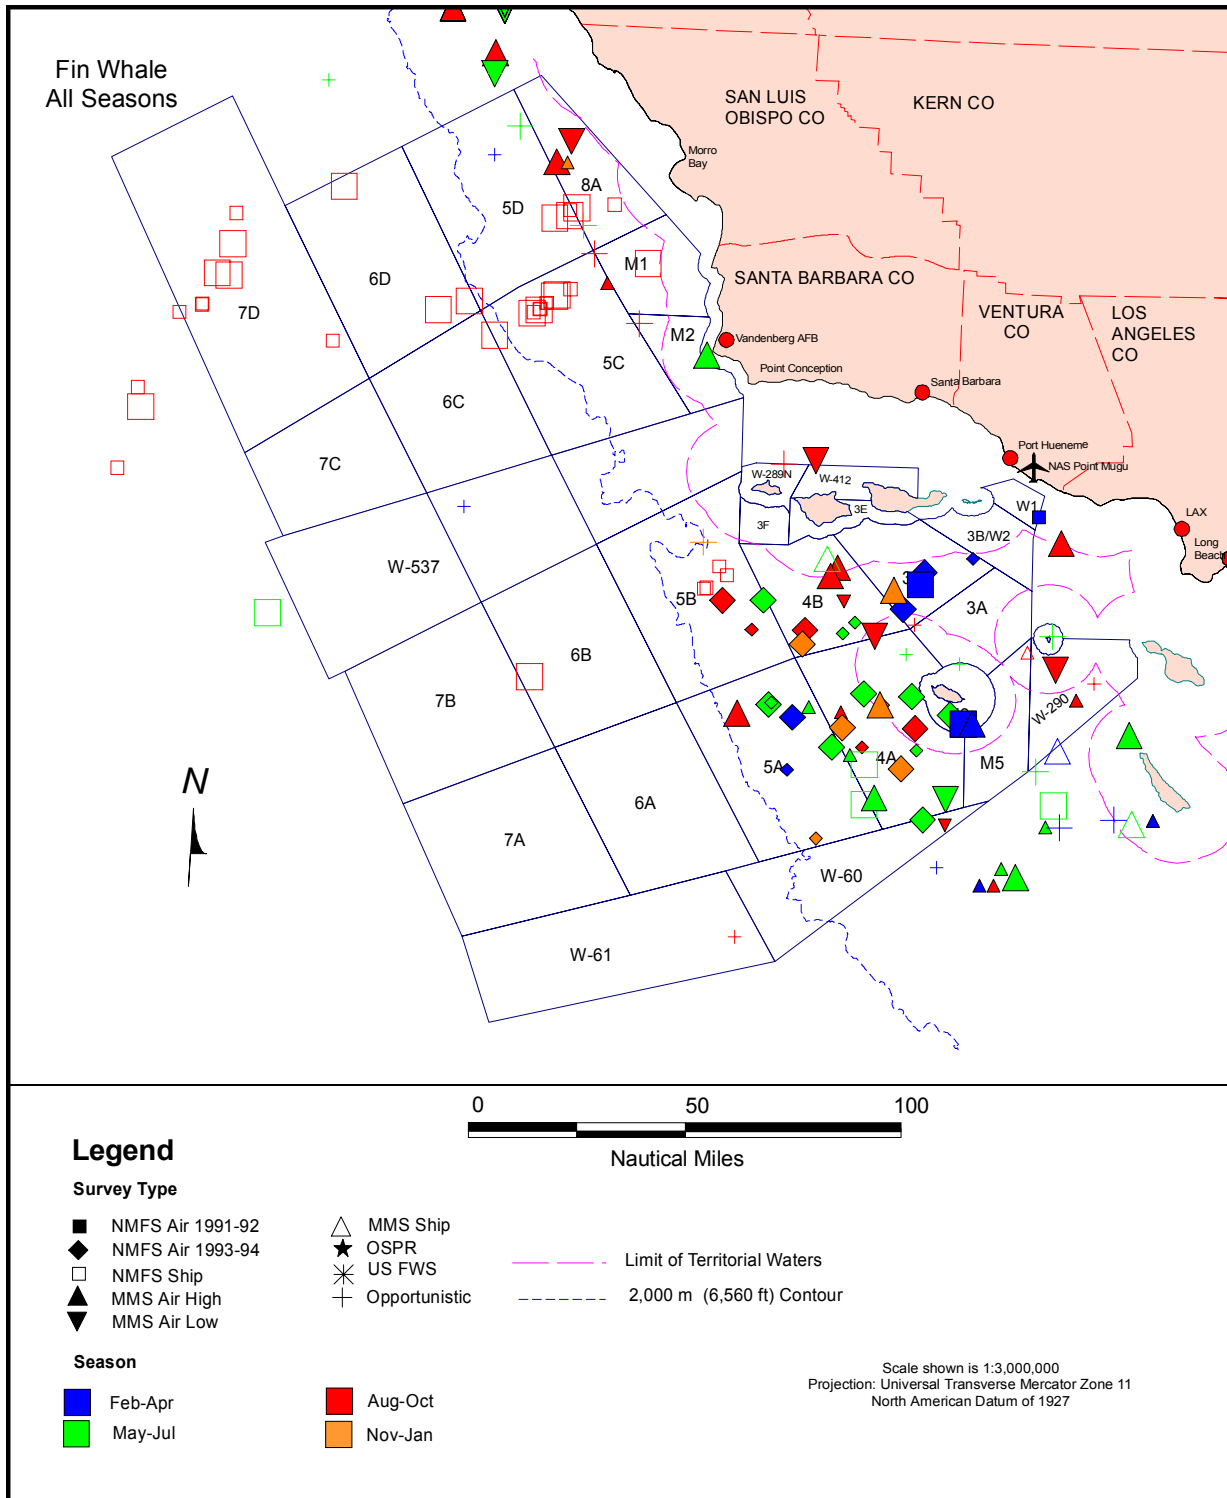 Fin Whale
All Seasons
SAN LUIS
OBISPO CO
KERN CO
Morro
Bay
8A
5D
M1
SANTA BARBARA CO
6D
7D
VENTURA
CO
LOS
ANGELES
CO
M2
Vandenberg AFB
5C
Point Conception
Santa Barbara
6C
Port Hueneme
7C
NAS Point Mugu
W-289N
W-412
W1
3E
LAX
3F
3B/W2
Long
Beach
W-537
5B
4B
3A
6B
7B
W-290
5A
4A
M5
6A
7A
W-60
W-61
N
0
50
100
Nautical Miles
Legend
Survey Type
NMFS Air 1991-92
NMFS Air 1993-94
NMFS Ship
MMS Air High
MMS Air Low
MMS Ship
OSPR
US FWS
Opportunistic
Limit of Territorial Waters
2,000 m (6,560 ft) Contour
Season
Feb-Apr
May-Jul
Aug-Oct
Nov-Jan
Scale shown is 1:3,000,000
Projection: Universal Transverse Mercator Zone 11
North American Datum of 1927